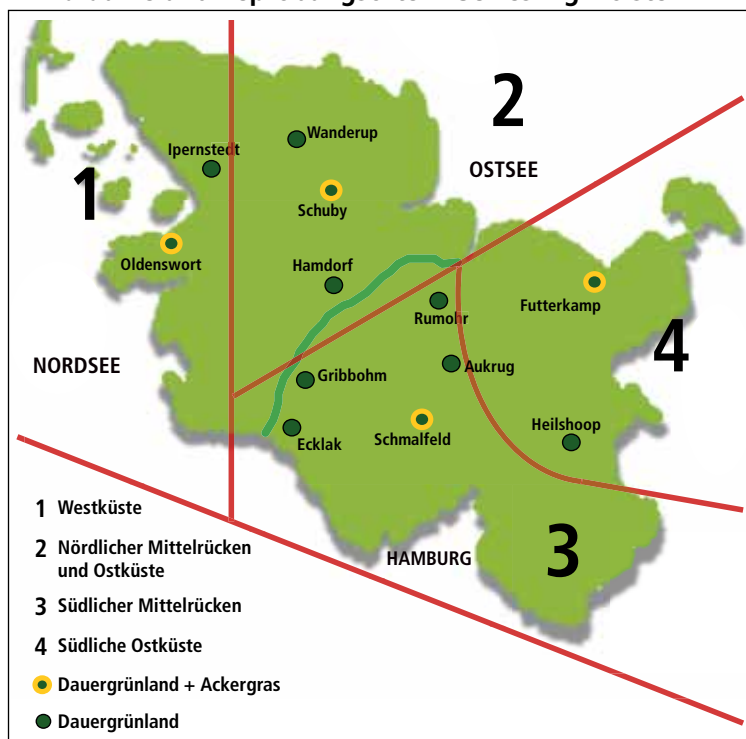 2
OSTSEE
Wanderup
Ipernstedt
1
Schuby
Oldenswort
Hamdorf
Futterkamp
Rumohr
4
NORDSEE
Aukrug
Gribbohm
Heilshoop
Schmalfeld
Ecklak
1 Westküste
2 Nördlicher Mittelrücken
und Ostküste
HAMBURG
3
3 Südlicher Mittelrücken
4 Südliche Ostküste
Dauergrünland + Ackergras
Dauergrünland